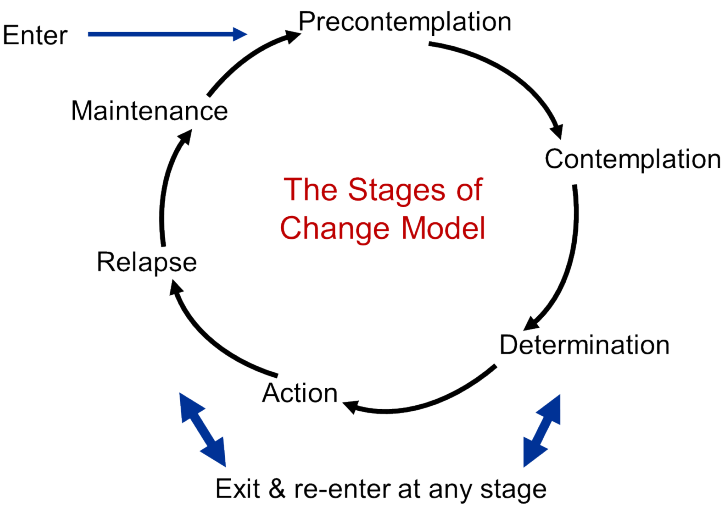 Precontemplation
Enter
Maintenance
Contemplation
The Stages of
Change Model
Relapse
Determination
Action
Exit & re-enter at any stage